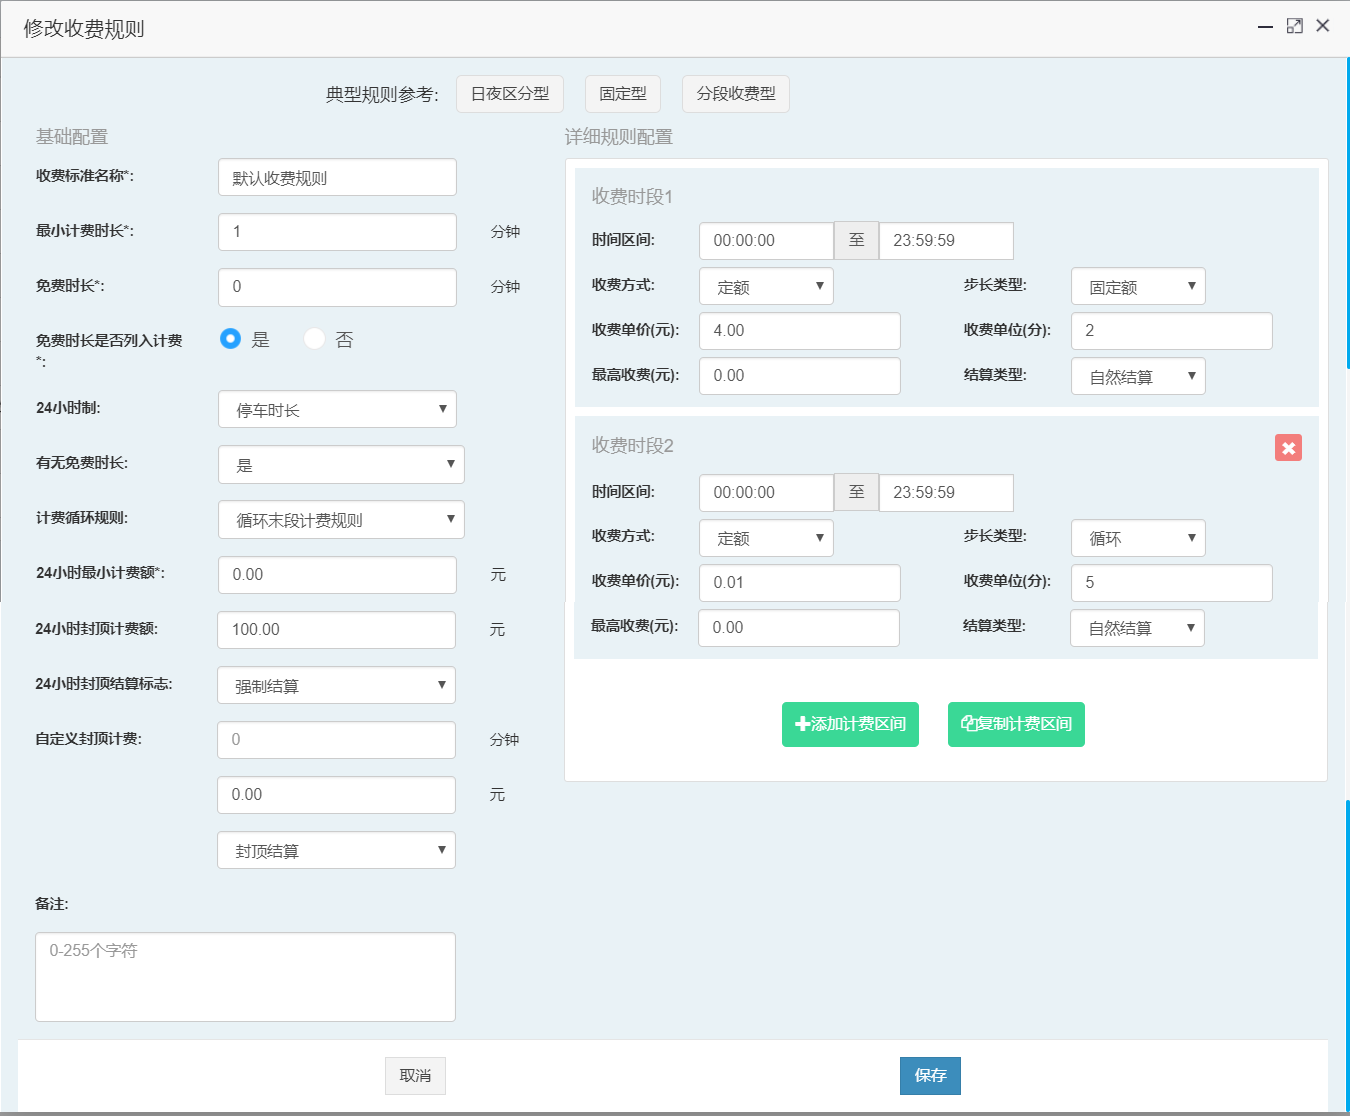 修改收费规则
典型规则参考: 日夜区分型 固定型 分段收费型
基础配置
收费标准名称*: 默认收费规则
最小计费时长*: 1 分钟
免费时长*: 0 分钟
免费时长是否列入计费
*:
是 否
24小时制: 停车时长
有无免费时长: 是
计费循环规则: 循环末段计费规则
24小时最小计费额*: 0.00 元
24小时封顶计费额: 100.00 元
24小时封顶结算标志: 强制结算
自定义封顶计费: 0 分钟
0.00 元
封顶结算
备注:
0-255个字符
详细规则配置
收费时段1
时间区间: 00:00:00 至 23:59:59
收费方式: 定额 步长类型: 固定额
收费单价(元): 4.00 收费单位(分): 2
最高收费(元): 0.00 结算类型: 自然结算
收费时段2
时间区间: 00:00:00 至 23:59:59
收费方式: 定额 步长类型: 循环
收费单价(元): 0.01 收费单位(分): 5
最高收费(元): 0.00 结算类型: 自然结算
添加计费区间 复制计费区间
取消 保存